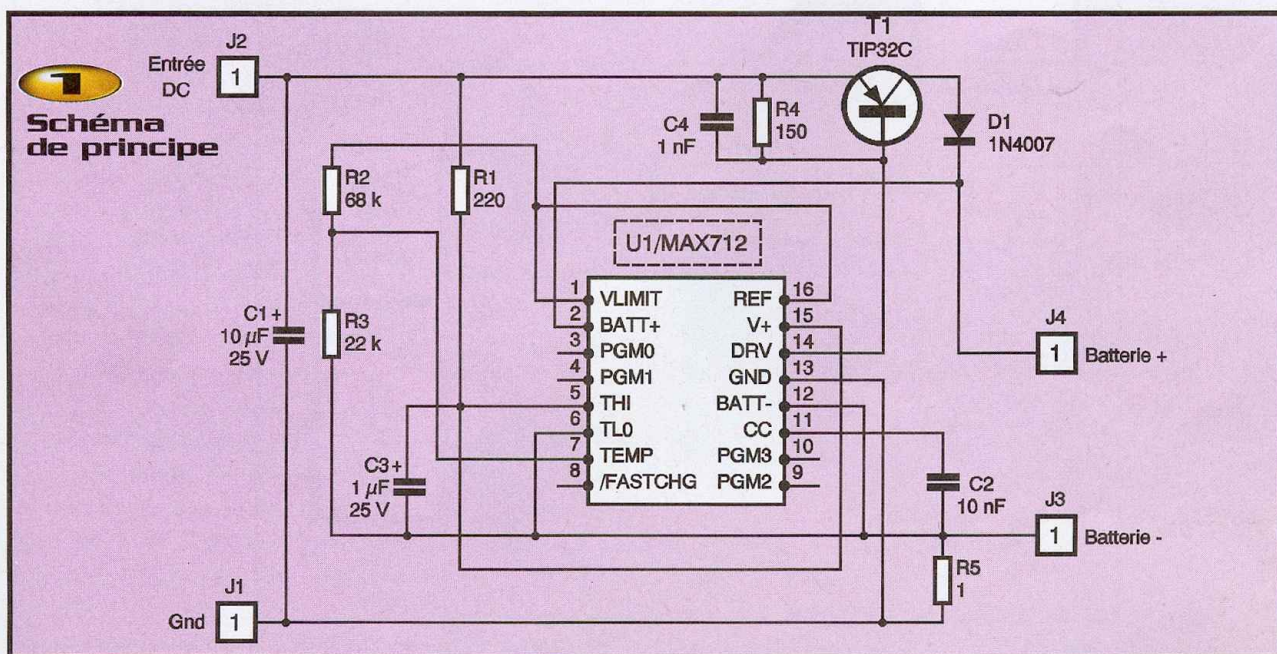 1
Schéma
de principe
J2
Entrée
DC
1
T1
TIP32C
C4
1 nF
R4
150
D1
1N4007
R2
68 k
R1
220
U1/MAX712
C1 +
10 µF
25 V
R3
22 k
1
VLIMIT
REF
16
2
BATT+
V+
15
3
PGM0
DRV
14
4
PGM1
GND
13
5
THI
BATT-
12
6
TL0
CC
11
7
TEMP
PGM3
10
8
/FASTCHG
PGM2
9
C3 +
1 µF
25 V
C2
10 nF
J4
1
Batterie +
J3
1
Batterie -
R5
1
J1
Gnd
1